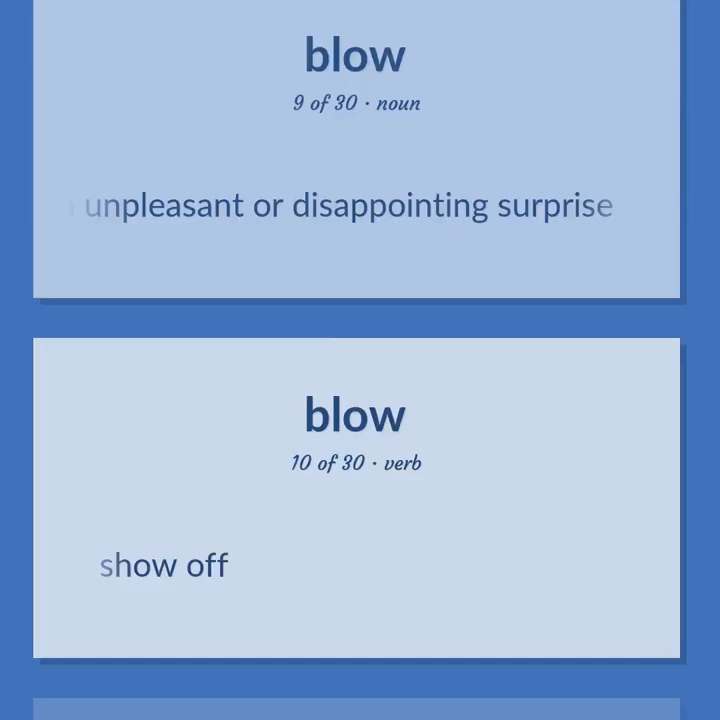 blow
9 of 30 · noun
unpleasant or disappointing surprise
blow
10 of 30 · verb
show off